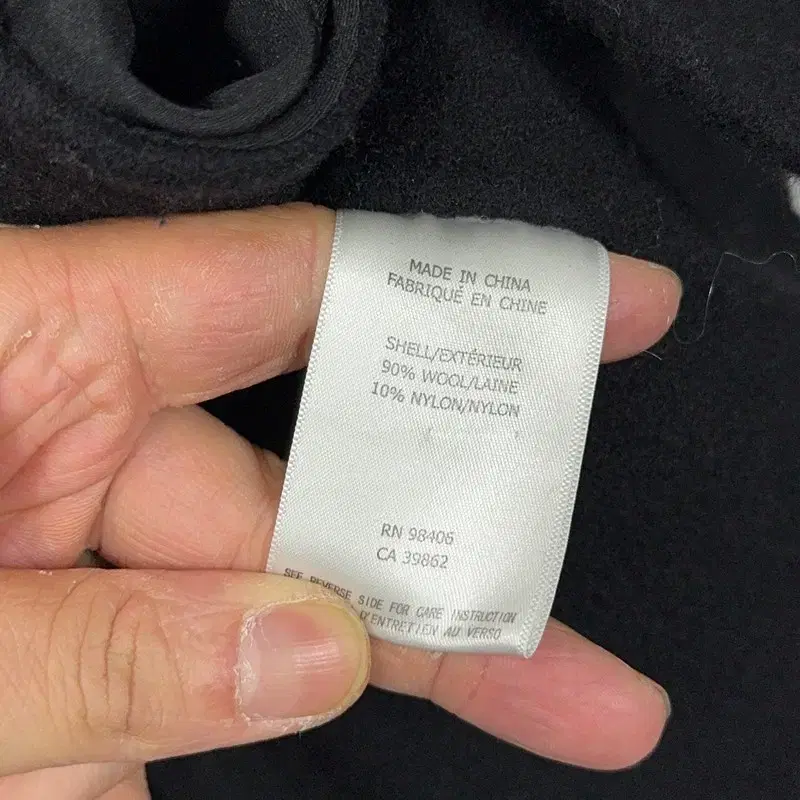 MADE IN CHINA
FABRIQUÉ EN CHINE
SHELL/EXTÉRIEUR
90% WOOL/LAINE
10% NYLON/NYLON
RN 98406
CA 39862
SEE REVERSE SIDE FOR CARE INSTRUCTION
D'ENTRETIEN AU VERSO